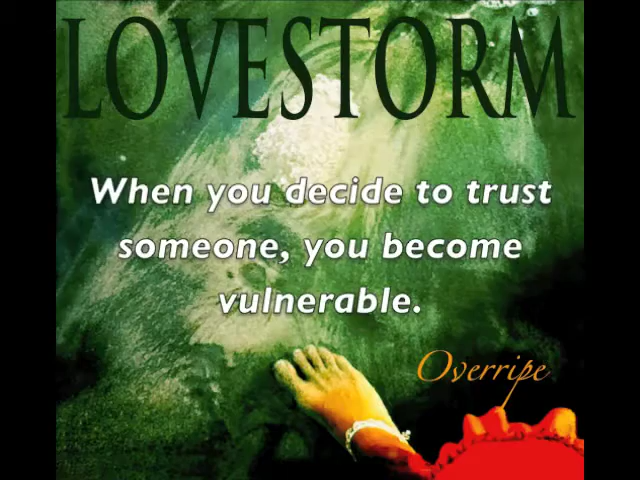 LOVESTORM
When you decide to trust
someone, you become
vulnerable.
Overripe